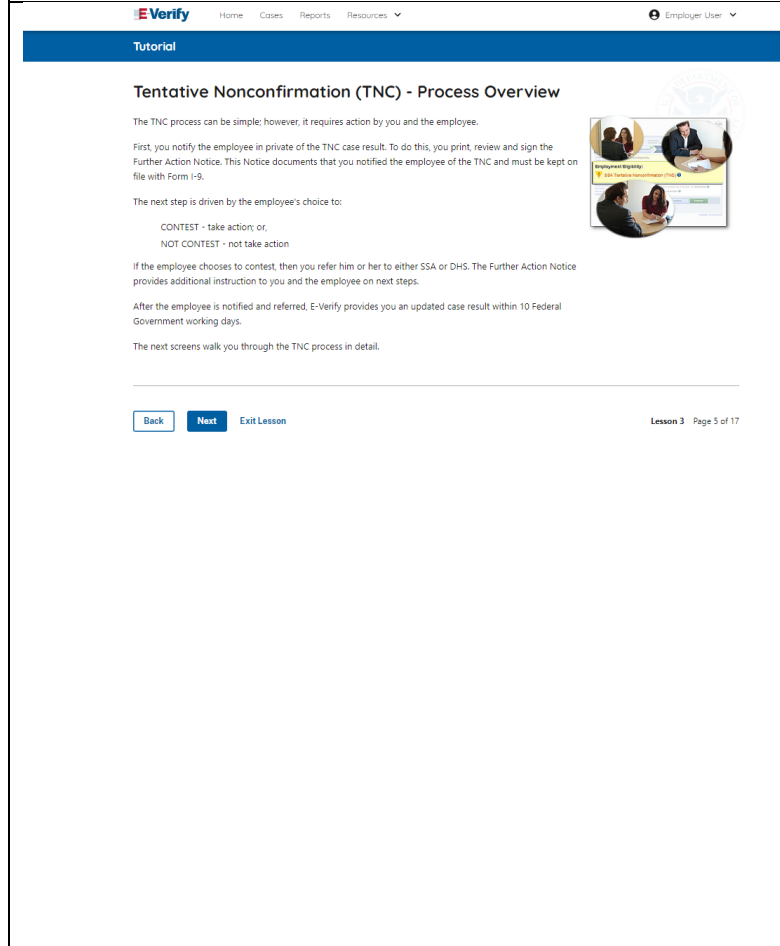 E-Verify Home Cases Reports Resources Employer User
Tutorial
Tentative Nonconfirmation (TNC) - Process Overview
The TNC process can be simple; however, it requires action by you and the employee.
First, you notify the employee in private of the TNC case result. To do this, you print, review and sign the
Further Action Notice. This Notice documents that you notified the employee of the TNC and must be kept on
file with Form I-9.
The next step is driven by the employee's choice to:
CONTEST - take action; or,
NOT CONTEST - not take action
If the employee chooses to contest, then you refer him or her to either SSA or DHS. The Further Action Notice
provides additional instruction to you and the employee on next steps.
After the employee is notified and referred, E-Verify provides you an updated case result within 10 Federal
Government working days.
The next screens walk you through the TNC process in detail.
Employment Eligibility:
SSA Tentative Nonconfirmation (TNC)
Back Next Exit Lesson Lesson 3 Page 5 of 17